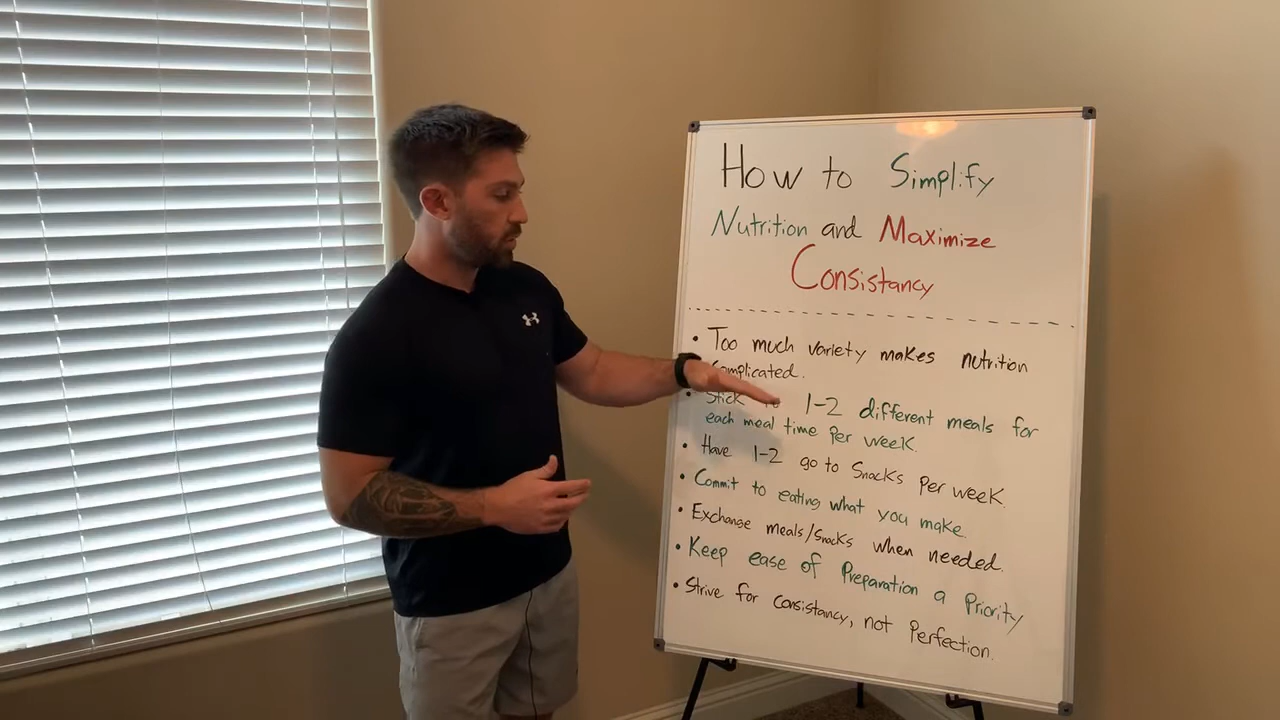 How to Simplify
Nutrition and Maximize
Consistancy
• Too much variety makes nutrition
complicated.
• Stick to 1-2 different meals for
each meal time per week.
• Have 1-2 go to Snacks per week.
• Commit to eating what you make.
• Exchange meals/snacks when needed.
• Keep ease of Preparation a Priority
• Strive for consistancy, not Perfection.